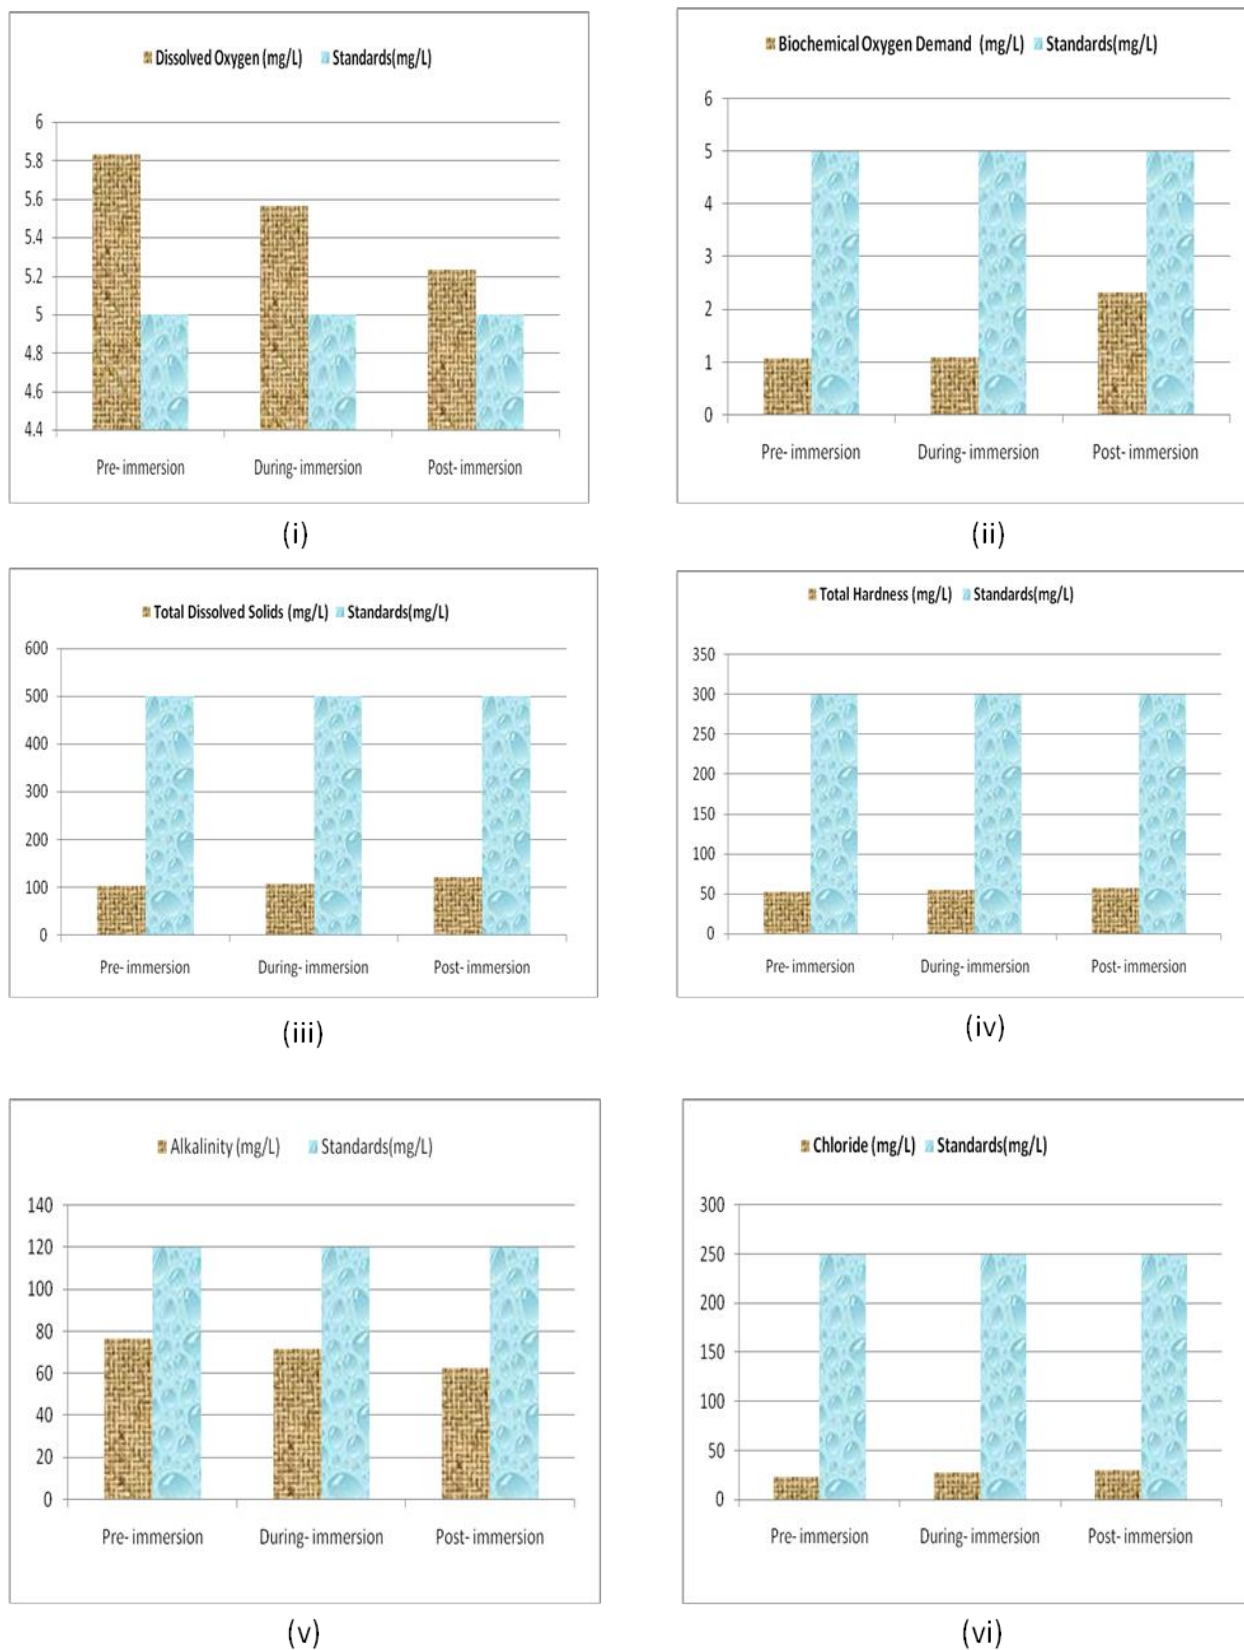 Dissolved Oxygen (mg/L) Standards(mg/L)
6
5.8
5.6
5.4
5.2
5
4.8
4.6
4.4
Pre- immersion During- immersion Post- immersion
(i)
Biochemical Oxygen Demand (mg/L) Standards(mg/L)
6
5
4
3
2
1
0
Pre- immersion During- immersion Post- immersion
(ii)
Total Dissolved Solids (mg/L) Standards(mg/L)
600
500
400
300
200
100
0
Pre- immersion During- immersion Post- immersion
(iii)
Total Hardness (mg/L) Standards(mg/L)
350
300
250
200
150
100
50
0
Pre- immersion During- immersion Post- immersion
(iv)
Alkalinity (mg/L) Standards(mg/L)
140
120
100
80
60
40
20
0
Pre- immersion During- immersion Post- immersion
(v)
Chloride (mg/L) Standards(mg/L)
300
250
200
150
100
50
0
Pre- immersion During- immersion Post- immersion
(vi)